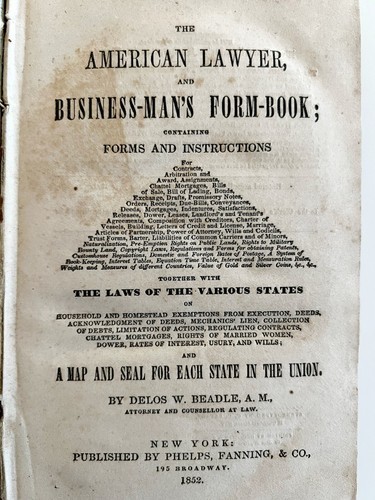 THE
AMERICAN LAWYER,
AND
BUSINESS-MAN'S FORM-BOOK;
CONTAINING
FORMS AND INSTRUCTIONS
For
Contracts,
Arbitration and
Award, Assignments,
Chattel Mortgages, Bills
of Sale, Bill of Lading, Bonds,
Exchange, Drafts, Promissory Notes,
Orders, Receipts, Due-Bills, Conveyances,
Deeds, Mortgages, Indentures, Satisfactions,
Releases, Dower, Leases, Landlord's and Tenant's
Agreements, Composition with Creditors, Charter of
Vessels, Building, Letters of Credit and License, Marriage,
Articles of Partnership, Power of Attorney, Wills and Codicils,
Trust Forms, Barter, Liabilities of Common Carriers and of Minors,
Naturalization, Pre-Emption Rights on Public Lands, Rights to Military
Bounty Land, Copyright Laws, Regulations and Forms for obtaining Patents,
Customhouse Regulations, Domestic and Foreign Rates of Postage, A System of
Book-Keeping, Interest Tables, Equation Time Table, Interest and Mensuration Rules,
Weights and Measures of different Countries, Value of Gold and Silver Coins, &c., &c.,
TOGETHER WITH
THE LAWS OF THE VARIOUS STATES
ON
HOUSEHOLD AND HOMESTEAD EXEMPTIONS FROM EXECUTION, DEEDS,
ACKNOWLEDGMENT OF DEEDS, MECHANICS' LIEN, COLLECTION
OF DEBTS, LIMITATION OF ACTIONS, REGULATING CONTRACTS,
CHATTEL MORTGAGES, RIGHTS OF MARRIED WOMEN,
DOWER, RATES OF INTEREST, USURY, AND WILLS;
AND
A MAP AND SEAL FOR EACH STATE IN THE UNION.
BY DELOS W. BEADLE, A. M.,
ATTORNEY AND COUNSELLOR AT LAW.
NEW YORK:
PUBLISHED BY PHELPS, FANNING, & CO.,
195 BROADWAY.
1852.